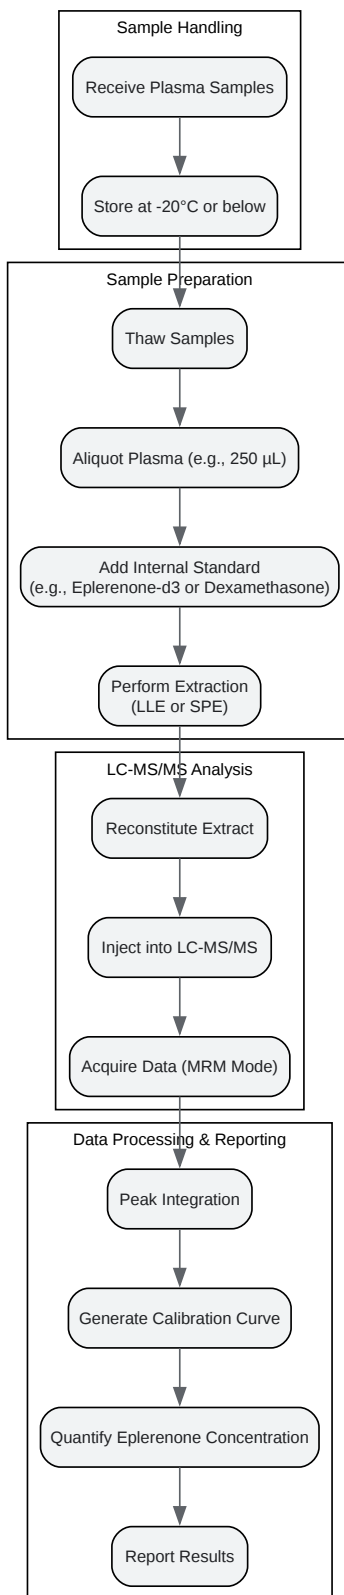 Sample Handling
Receive Plasma Samples
Store at -20°C or below
Sample Preparation
Thaw Samples
Aliquot Plasma (e.g., 250 µL)
Add Internal Standard
(e.g., Eplerenone-d3 or Dexamethasone)
Perform Extraction
(LLE or SPE)
LC-MS/MS Analysis
Reconstitute Extract
Inject into LC-MS/MS
Acquire Data (MRM Mode)
Data Processing & Reporting
Peak Integration
Generate Calibration Curve
Quantify Eplerenone Concentration
Report Results